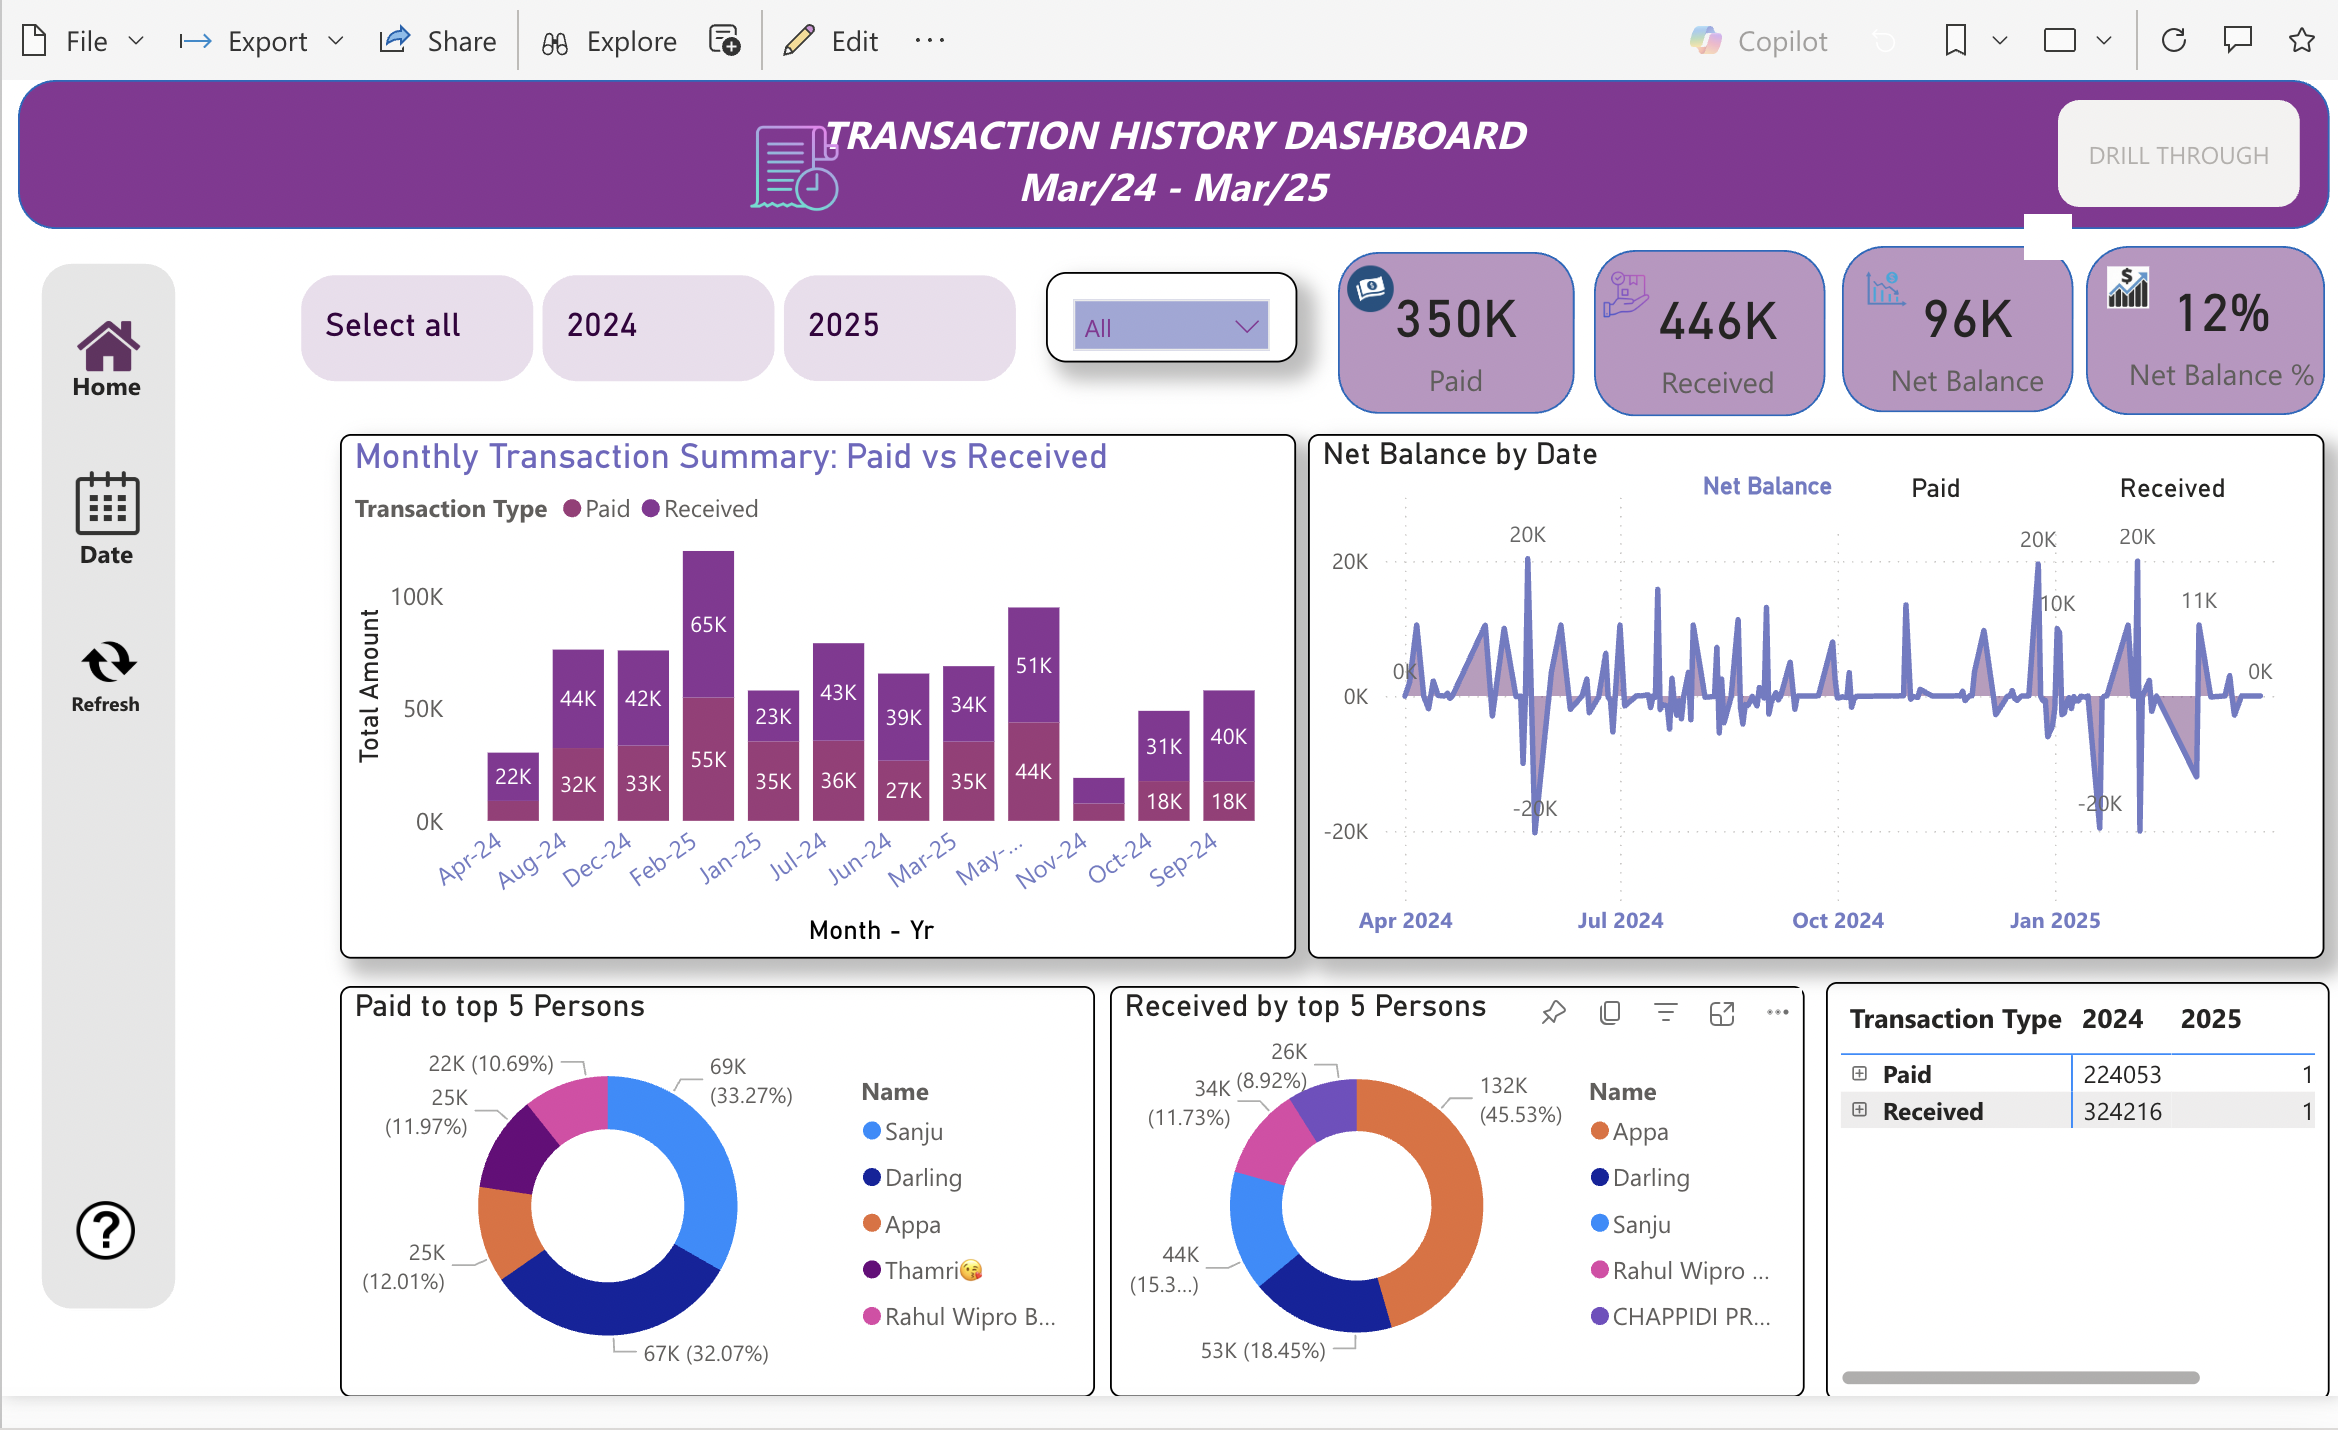 File
Export
Share
Explore
Edit
Copilot
TRANSACTION HISTORY DASHBOARD
Mar/24 - Mar/25
DRILL THROUGH
Home
Date
Refresh
Select all
2024
2025
All
350K
Paid
446K
Received
96K
Net Balance
12%
Net Balance %
Monthly Transaction Summary: Paid vs Received
Transaction Type Paid Received
Total Amount
100K
50K
0K
22K
44K
32K
42K
33K
65K
55K
23K
35K
43K
36K
39K
27K
34K
35K
51K
44K
31K
18K
40K
18K
Apr-24
Aug-24
Dec-24
Feb-25
Jan-25
Jul-24
Jun-24
Mar-25
May-...
Nov-24
Oct-24
Sep-24
Month - Yr
Net Balance by Date
Net Balance
Paid
Received
20K
0K
-20K
0K
20K
-20K
20K
10K
-20K
20K
11K
0K
Apr 2024
Jul 2024
Oct 2024
Jan 2025
Paid to top 5 Persons
22K (10.69%)
69K
(33.27%)
25K
(11.97%)
25K
(12.01%)
67K (32.07%)
Name
Sanju
Darling
Appa
Thamri😘
Rahul Wipro B...
Received by top 5 Persons
26K
(8.92%)
34K
(11.73%)
132K
(45.53%)
44K
(15.3...)
53K (18.45%)
Name
Appa
Darling
Sanju
Rahul Wipro ...
CHAPPIDI PR...
Transaction Type 2024 2025
Paid 224053 1
Received 324216 1